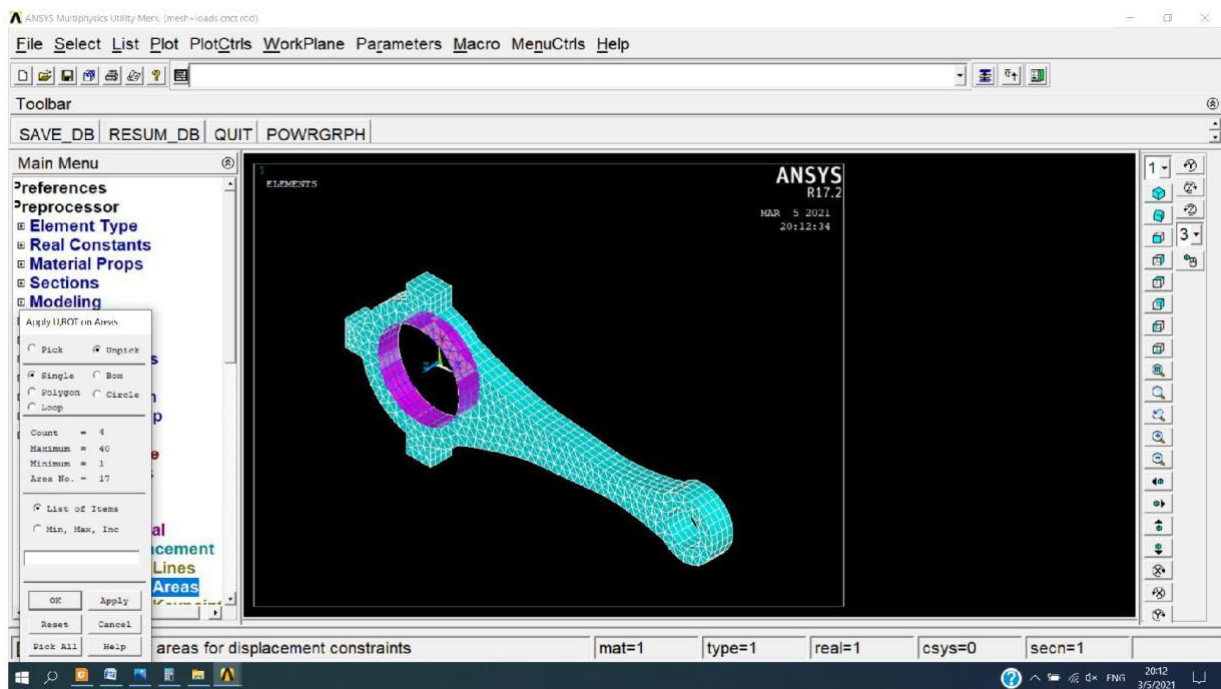 ANSYS Multiphysics Utility Menu (mesh+loads cnct rod)
File Select List Plot PlotCtrls WorkPlane Parameters Macro MenuCtrls Help
Toolbar
SAVE_DB RESUM_DB QUIT POWRGRPH
Main Menu
Preferences
Preprocessor
Element Type
Real Constants
Material Props
Sections
Modeling
Apply U,ROT on Areas
Pick Unpick
Single Box
Polygon Circle
Loop
Count = 4
Maximum = 40
Minimum = 1
Area No. = 17
List of Items
Min, Max, Inc
OK Apply
Reset Cancel
Pick All Help
s
p
e
al
cement
Lines
Areas
1
ELEMENTS
ANSYS
R17.2
MAR 5 2021
20:12:34
1
3
areas for displacement constraints
mat=1 type=1 real=1 csys=0 secn=1
ENG
20:12
3/5/2021